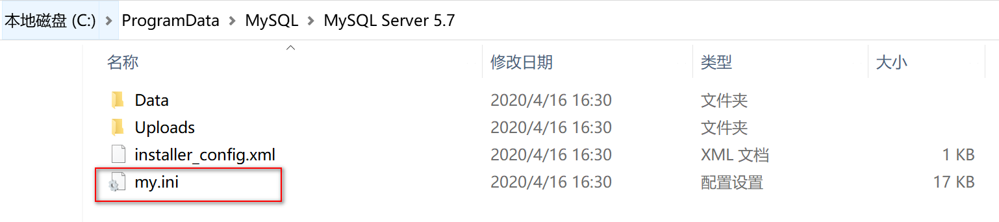 本地磁盘 (C:) > ProgramData > MySQL > MySQL Server 5.7
名称 修改日期 类型 大小
Data 2020/4/16 16:30 文件夹
Uploads 2020/4/16 16:30 文件夹
installer_config.xml 2020/4/16 16:30 XML 文档 1 KB
my.ini 2020/4/16 16:30 配置设置 17 KB